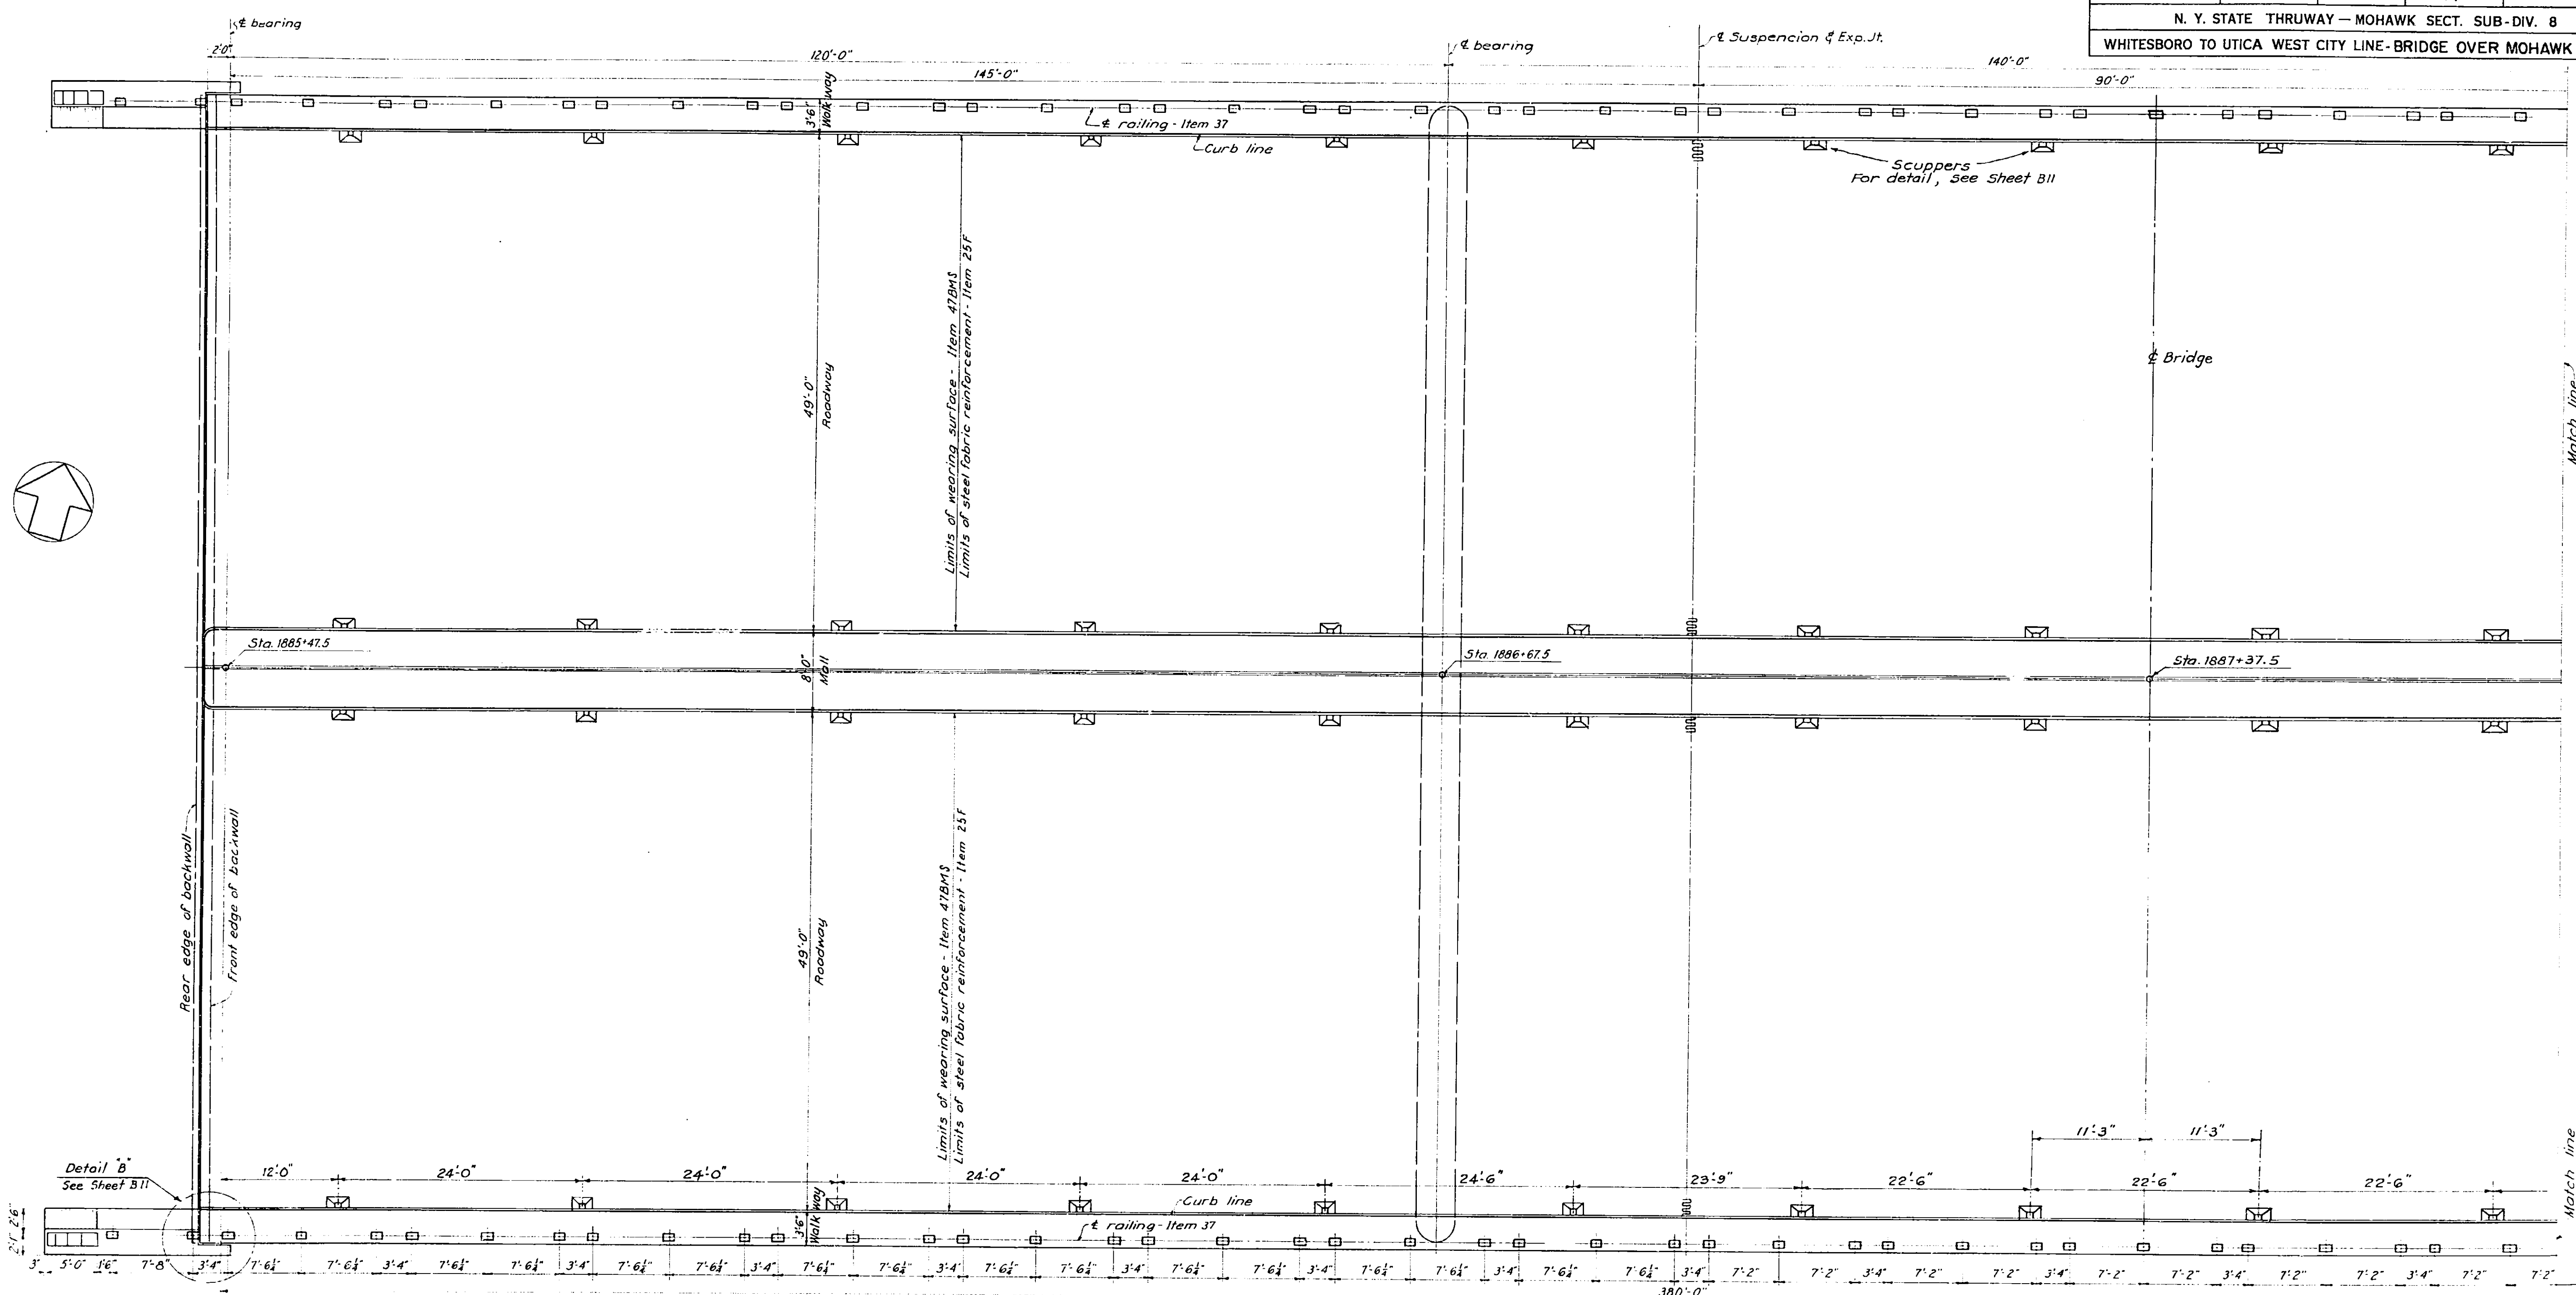 N. Y. STATE THRUWAY — MOHAWK SECT. SUB-DIV. 8
WHITESBORO TO UTICA WEST CITY LINE-BRIDGE OVER MOHAWK
℄ bearing
℄ bearing
℄ Suspencion & Exp. Jt.
2'-0"
120'-0"
140'-0"
145'-0"
90'-0"
3'-6"
Walk way
℄ railing - Item 37
Curb line
Scuppers
For detail, see Sheet B11
49'-0"
Roadway
Limits of wearing surface - Item 47BMS
Limits of steel fabric reinforcement - Item 25F
℄ Bridge
Match line
Sta. 1885+47.5
8'-0"
Mall
Sta. 1886+67.5
Sta. 1887+37.5
Rear edge of backwall
Front edge of backwall
49'-0"
Roadway
Limits of wearing surface - Item 47BMS
Limits of steel fabric reinforcement - Item 25F
Match line
11'-3" 11'-3"
Detail "B"
See Sheet B11
12'-0" 24'-0" 24'-0" 24'-0" 24'-0" 24'-6" 23'-9" 22'-6" 22'-6" 22'-6"
Curb line
3'-6"
Walk way
℄ railing - Item 37
2'-6"
2'-1"
3' 5'-0" 1'6" 7'-8" 3'-4" 7'-6¼" 7'-6¼" 3'-4" 7'-6¼" 7'-6¼" 3'-4" 7'-6¼" 7'-6¼" 3'-4" 7'-6¼" 7'-6¼" 3'-4" 7'-6¼" 7'-6¼" 3'-4" 7'-6¼" 7'-6¼" 3'-4" 7'-6¼" 7'-6¼" 3'-4" 7'-6¼" 7'-6¼" 3'-4" 7'-2" 7'-2" 3'-4" 7'-2" 7'-2" 3'-4" 7'-2" 7'-2" 3'-4" 7'-2" 7'-2" 3'-4" 7'-2" 7'-2"
380'-0"